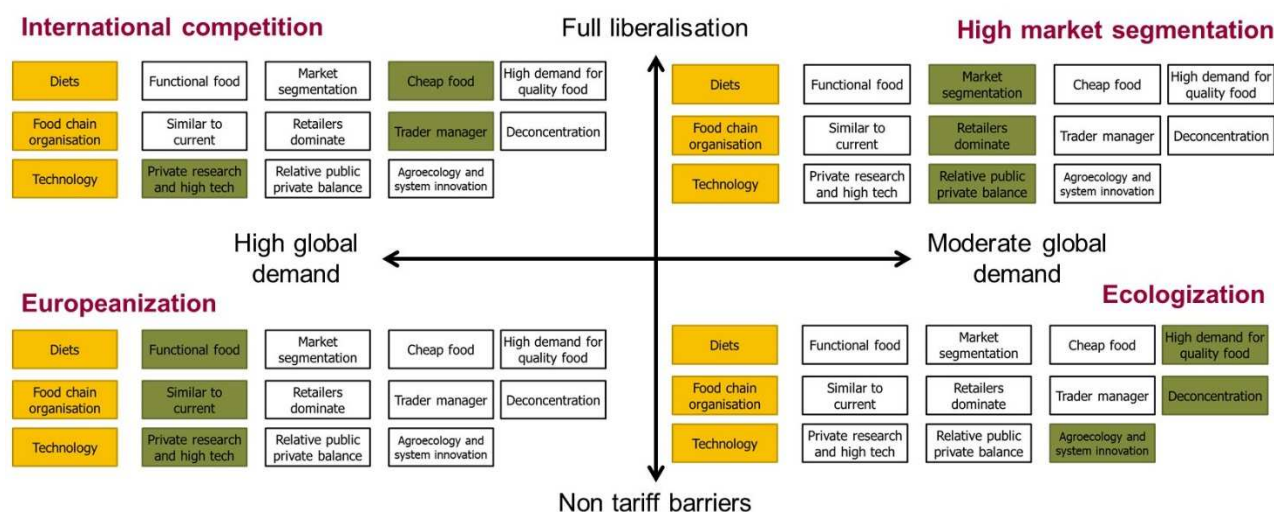 International competition
Full liberalisation
High market segmentation
Diets
Functional food
Market
segmentation
Cheap food
High demand for
quality food
Food chain
organisation
Similar to
current
Retailers
dominate
Trader manager
Deconcentration
Technology
Private research
and high tech
Relative public
private balance
Agroecology and
system innovation
Diets
Functional food
Market
segmentation
Cheap food
High demand for
quality food
Food chain
organisation
Similar to
current
Retailers
dominate
Trader manager
Deconcentration
Technology
Private research
and high tech
Relative public
private balance
Agroecology and
system innovation
High global
demand
Moderate global
demand
Europeanization
Ecologization
Diets
Functional food
Market
segmentation
Cheap food
High demand for
quality food
Food chain
organisation
Similar to
current
Retailers
dominate
Trader manager
Deconcentration
Technology
Private research
and high tech
Relative public
private balance
Agroecology and
system innovation
Diets
Functional food
Market
segmentation
Cheap food
High demand for
quality food
Food chain
organisation
Similar to
current
Retailers
dominate
Trader manager
Deconcentration
Technology
Private research
and high tech
Relative public
private balance
Agroecology and
system innovation
Non tariff barriers